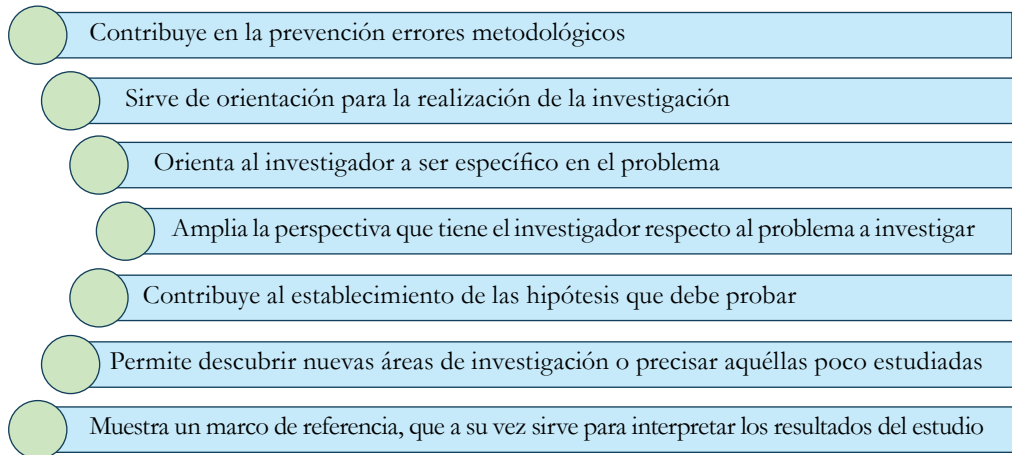 Contribuye en la prevención errores metodológicos
Sirve de orientación para la realización de la investigación
Orienta al investigador a ser específico en el problema
Amplia la perspectiva que tiene el investigador respecto al problema a investigar
Contribuye al establecimiento de las hipótesis que debe probar
Permite descubrir nuevas áreas de investigación o precisar aquéllas poco estudiadas
Muestra un marco de referencia, que a su vez sirve para interpretar los resultados del estudio